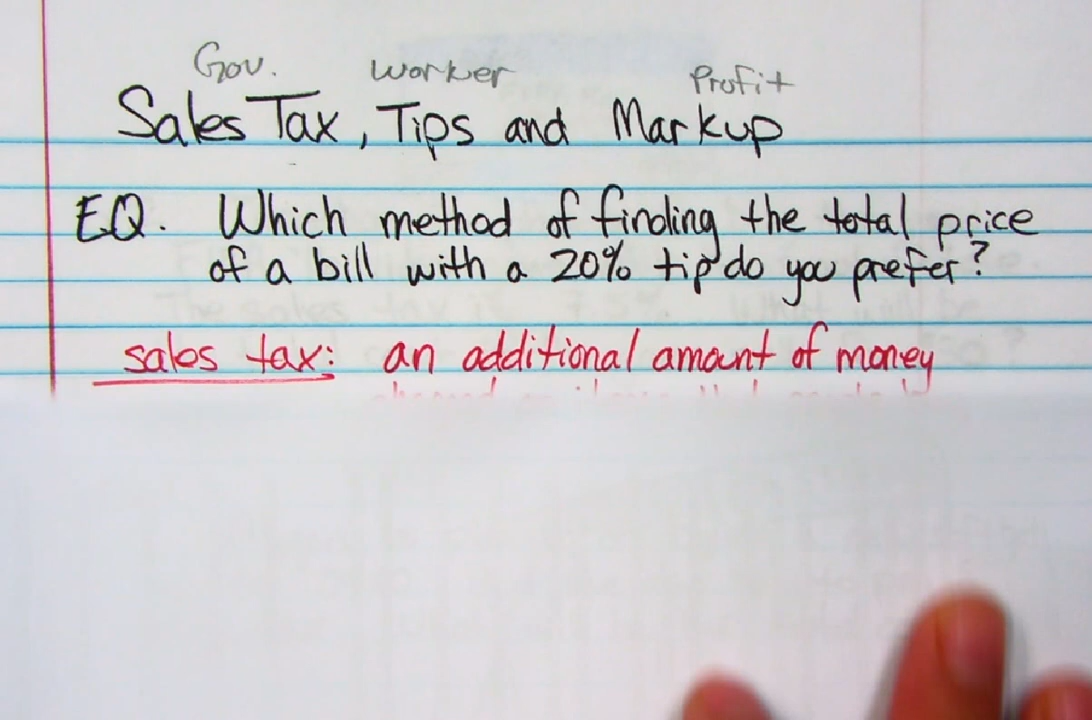 Gov. Worker Profit
Sales Tax, Tips and Markup
EQ. Which method of finding the total price
of a bill with a 20% tip do you prefer?
sales tax: an additional amount of money